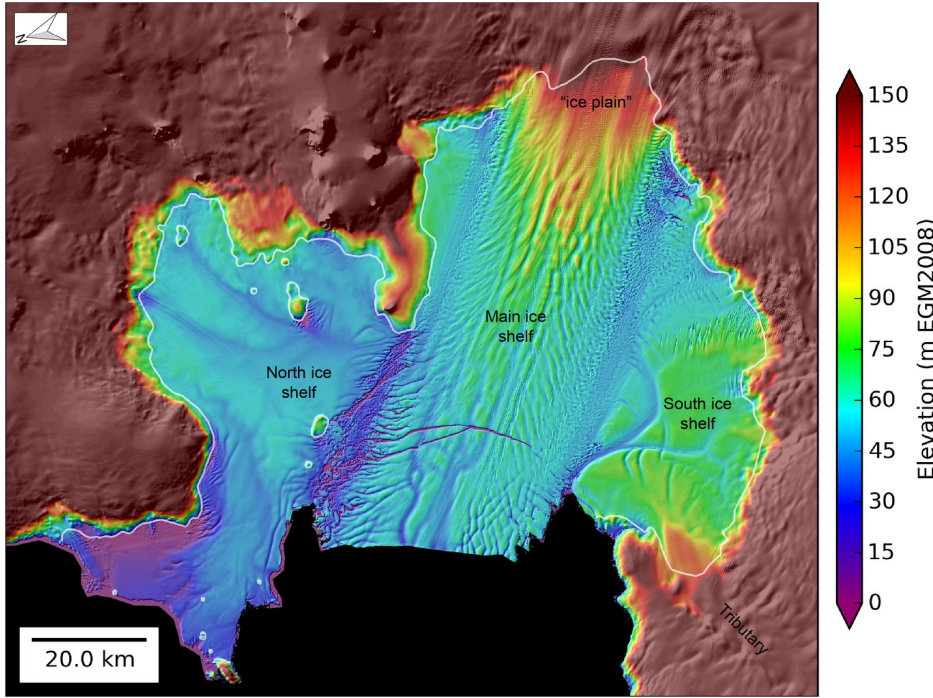 N
"ice plain"
Main ice
shelf
North ice
shelf
South ice
shelf
Tributary
20.0 km
150
135
120
105
90
75
60
45
30
15
0
Elevation (m EGM2008)